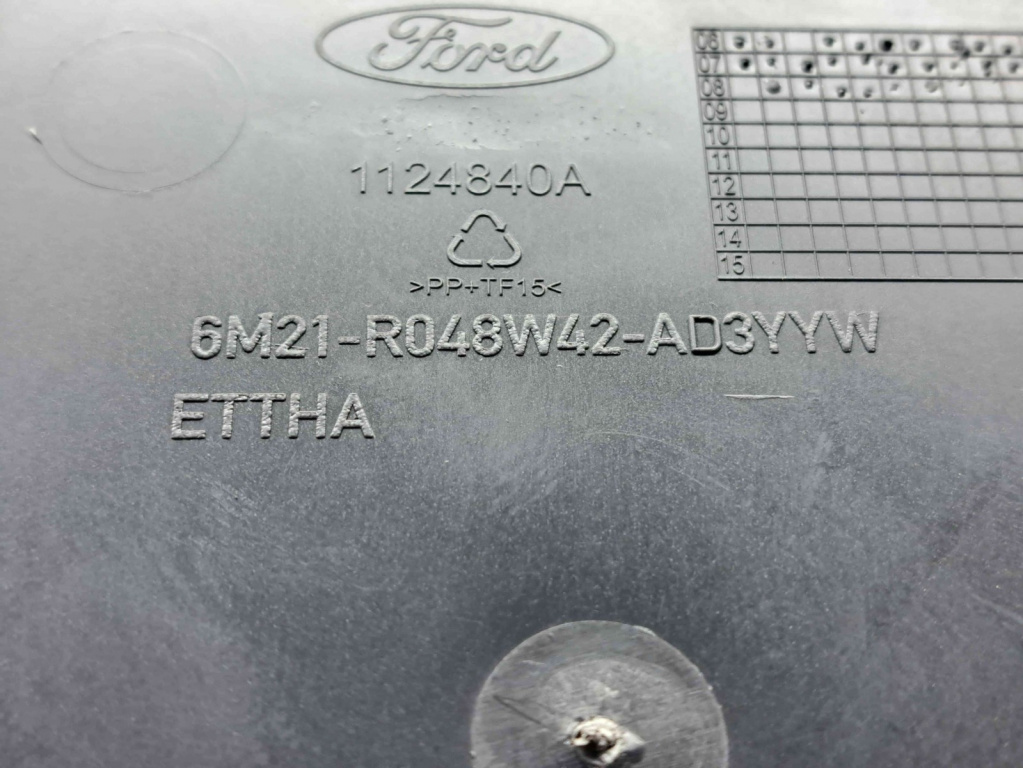 Ford
1124840A
>PP+TF15<
6M21-R048W42-AD3YYW
ETTHA
06
07
08
09
10
11
12
13
14
15